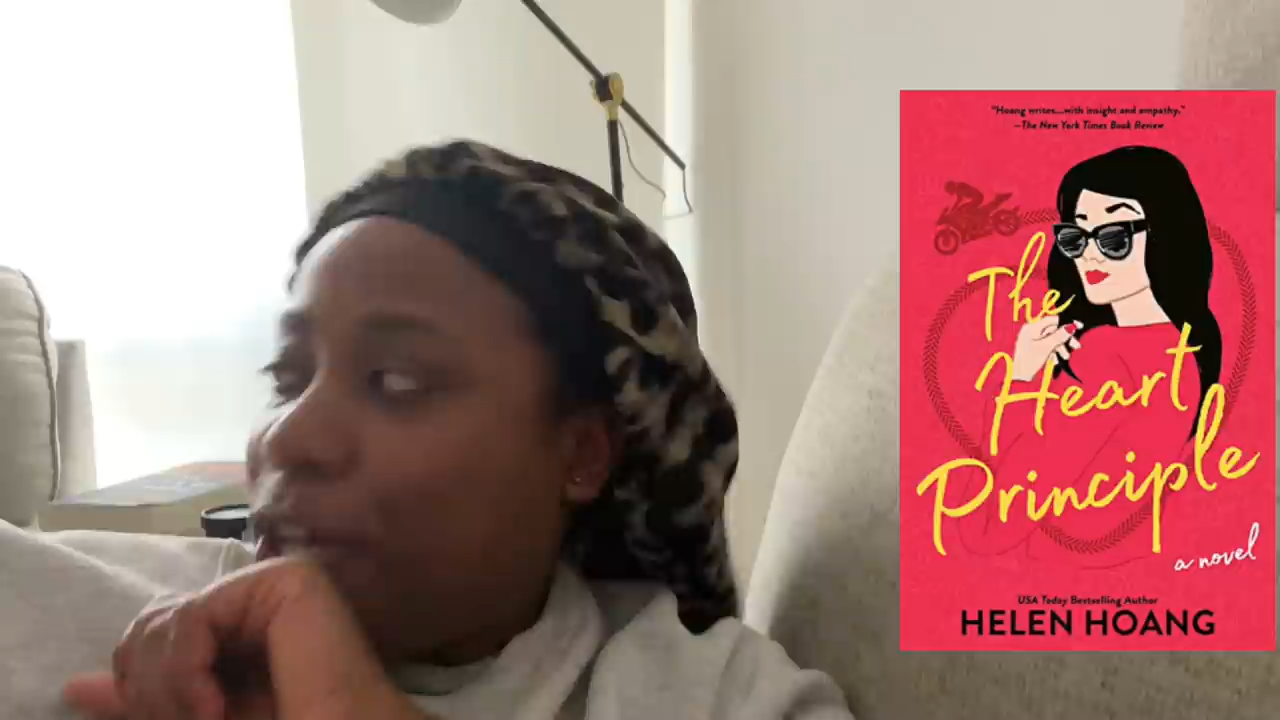 "Hoang writes...with insight and empathy."
—The New York Times Book Review
The
Heart
Principle
a novel
USA Today Bestselling Author
HELEN HOANG